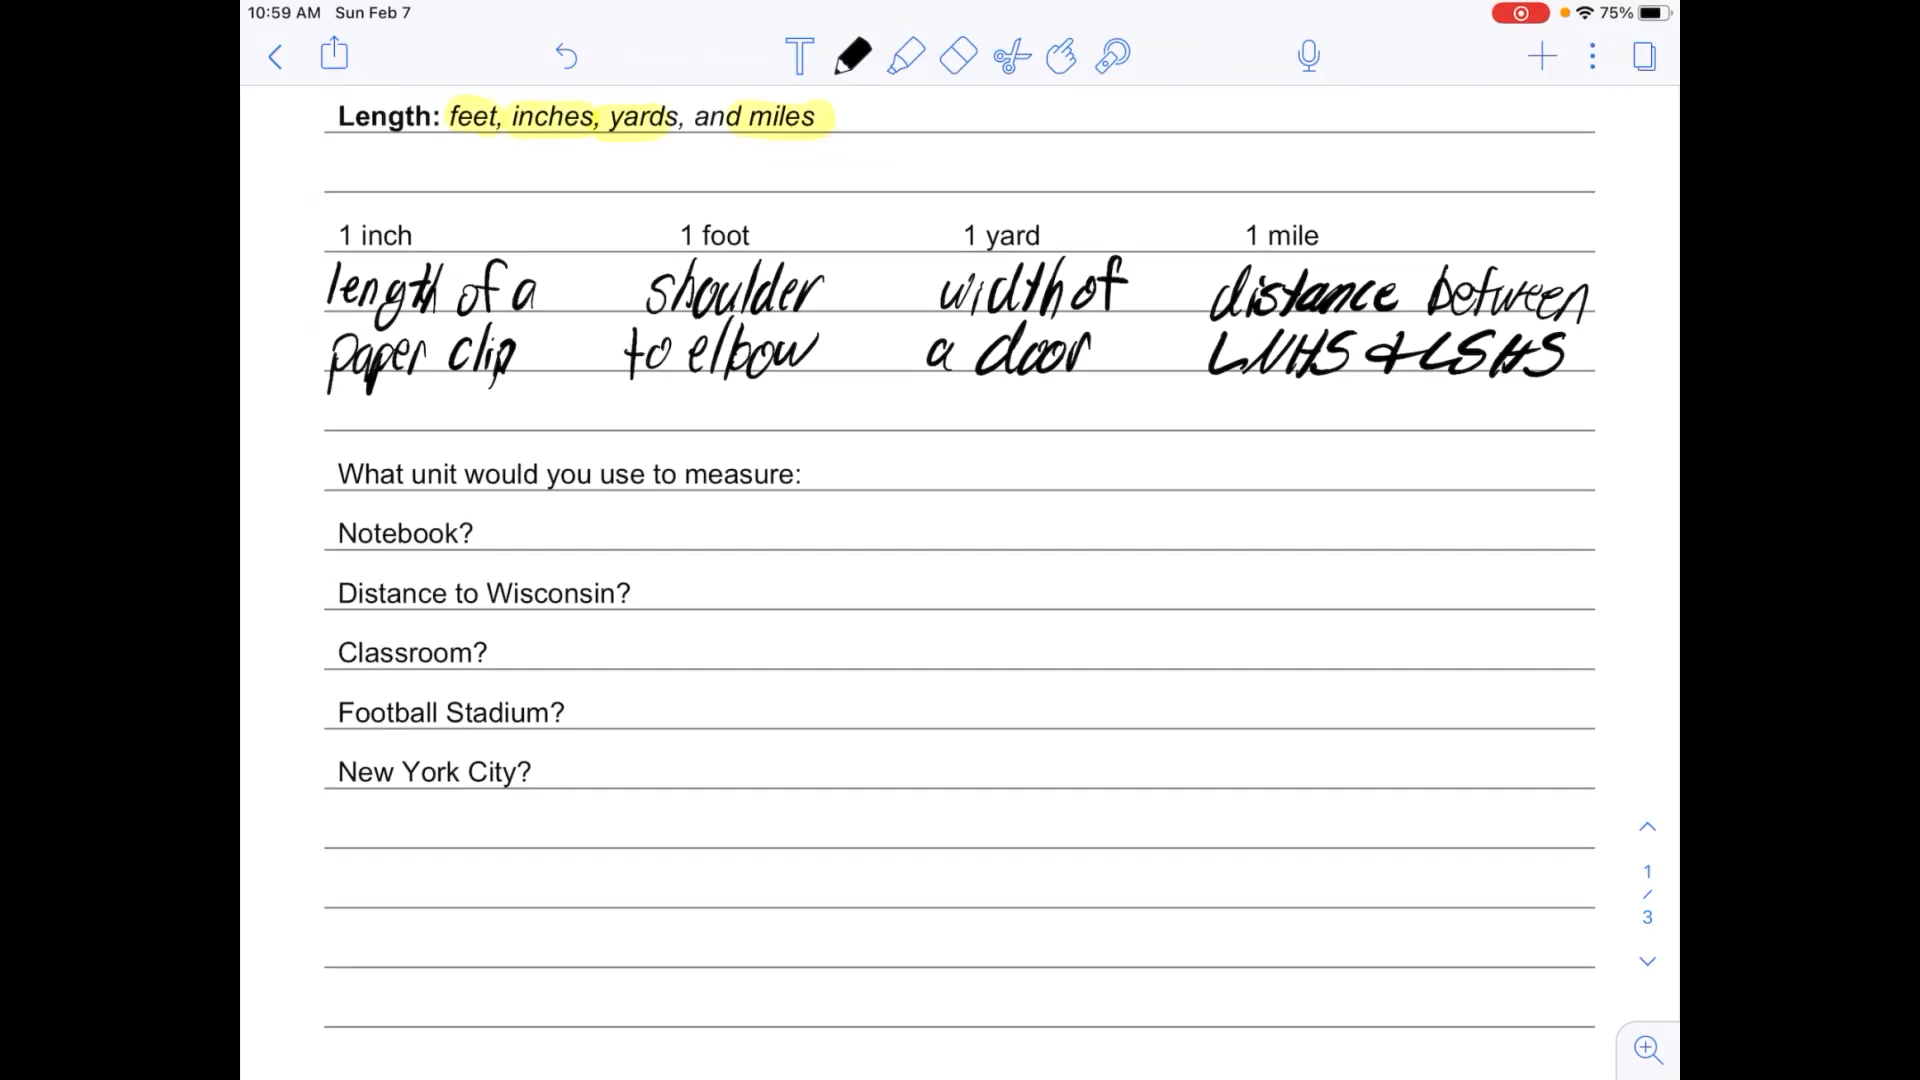 10:59 AM Sun Feb 7
75%
Length: feet, inches, yards, and miles
1 inch 1 foot 1 yard 1 mile
length of a shoulder width of distance between
paper clip to elbow a door LNHS & LSHS
What unit would you use to measure:
Notebook?
Distance to Wisconsin?
Classroom?
Football Stadium?
New York City?
1
/
3